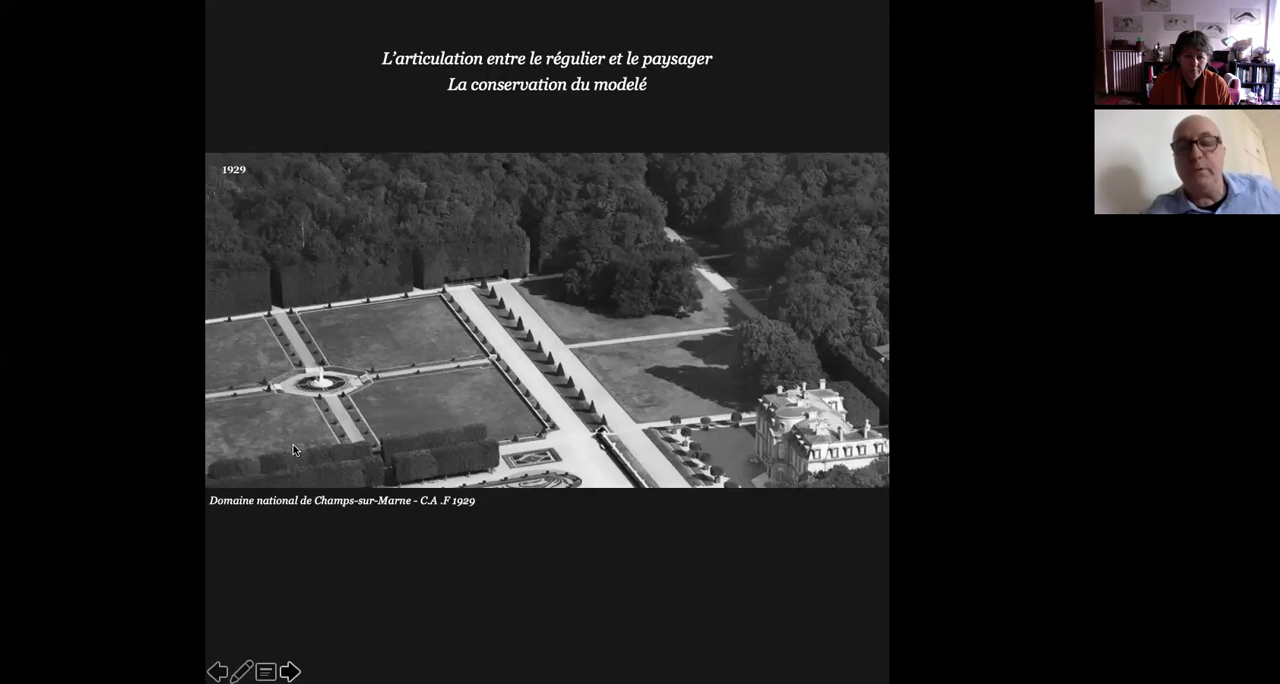 L'articulation entre le régulier et le paysager
La conservation du modelé
1929
Domaine national de Champs-sur-Marne - C.A .F 1929